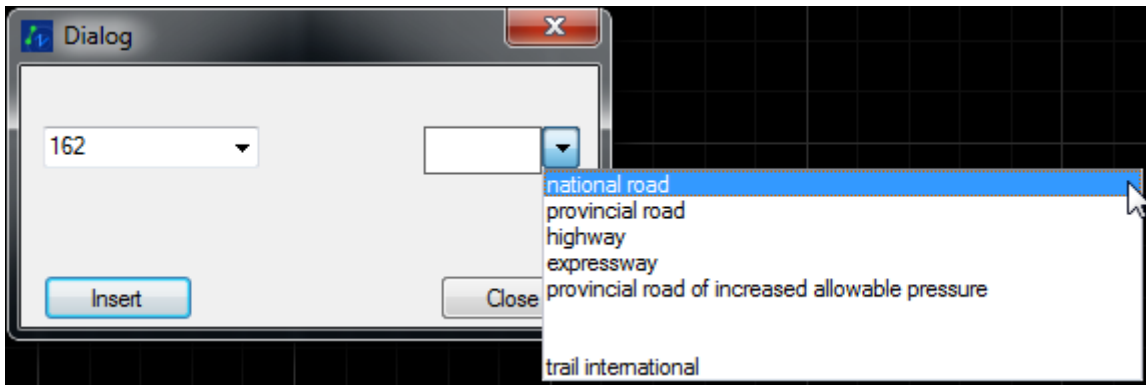 Dialog
162
national road
provincial road
highway
expressway
Insert
Close
provincial road of increased allowable pressure
trail international